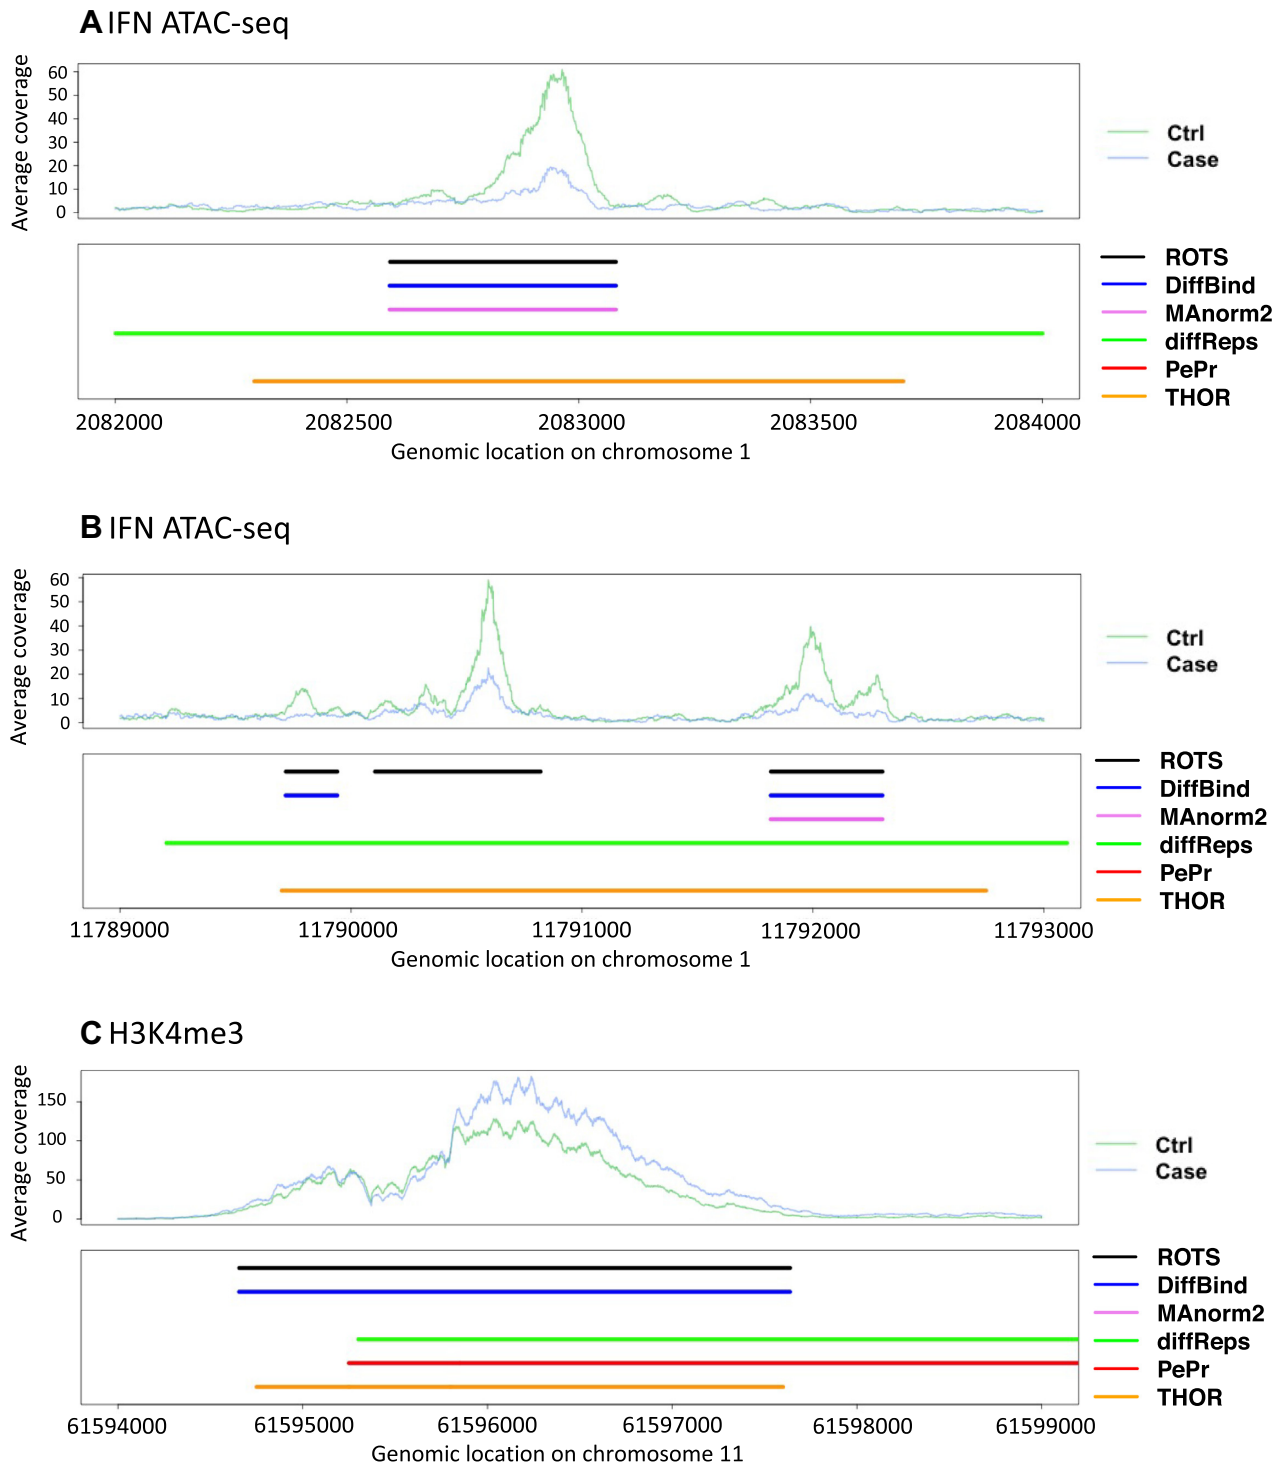 A IFN ATAC-seq
Average coverage
60
50
40
30
20
10
0
Ctrl
Case
ROTS
DiffBind
MAnorm2
diffReps
PePr
THOR
2082000 2082500 2083000 2083500 2084000
Genomic location on chromosome 1
B IFN ATAC-seq
Average coverage
60
50
40
30
20
10
0
Ctrl
Case
ROTS
DiffBind
MAnorm2
diffReps
PePr
THOR
11789000 11790000 11791000 11792000 11793000
Genomic location on chromosome 1
C H3K4me3
Average coverage
150
100
50
0
Ctrl
Case
ROTS
DiffBind
MAnorm2
diffReps
PePr
THOR
61594000 61595000 61596000 61597000 61598000 61599000
Genomic location on chromosome 11